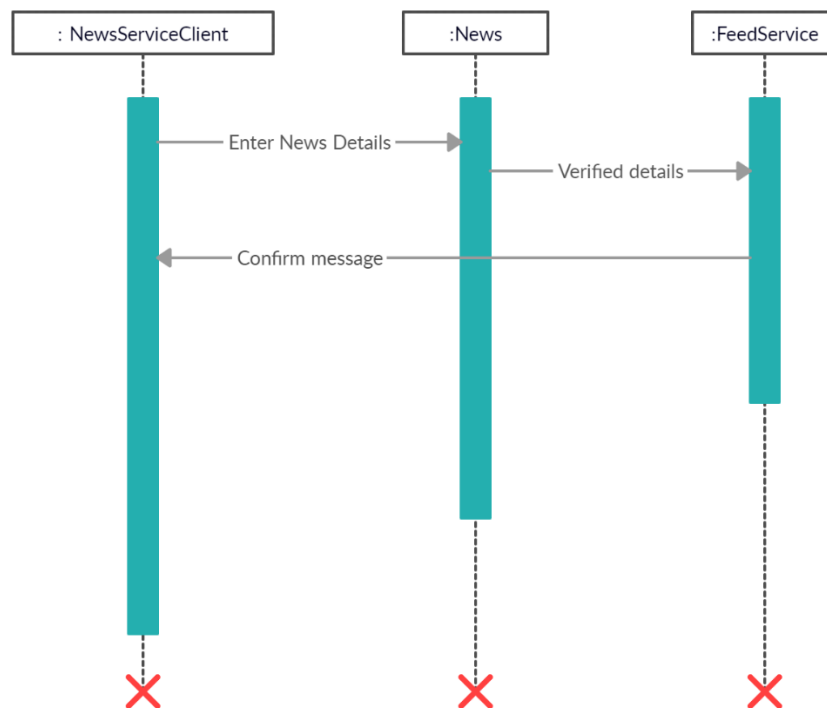 : NewsServiceClient
:News
:FeedService
Enter News Details
Verified details
Confirm message